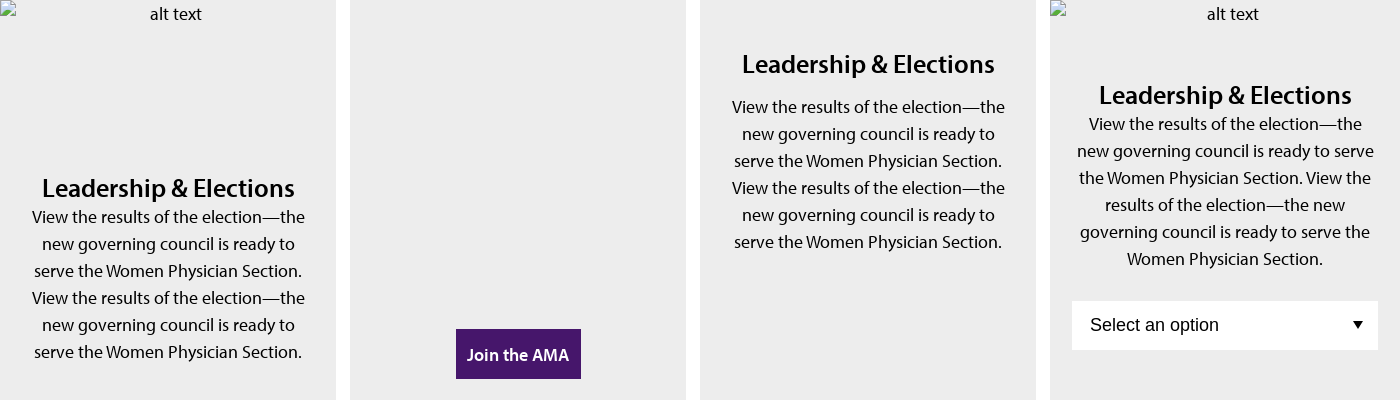 alt text
Leadership & Elections
View the results of the election—the
new governing council is ready to
serve the Women Physician Section.
View the results of the election—the
new governing council is ready to
serve the Women Physician Section.
Join the AMA
Leadership & Elections
View the results of the election—the
new governing council is ready to
serve the Women Physician Section.
View the results of the election—the
new governing council is ready to
serve the Women Physician Section.
alt text
Leadership & Elections
View the results of the election—the
new governing council is ready to serve
the Women Physician Section. View the
results of the election—the new
governing council is ready to serve the
Women Physician Section.
Select an option